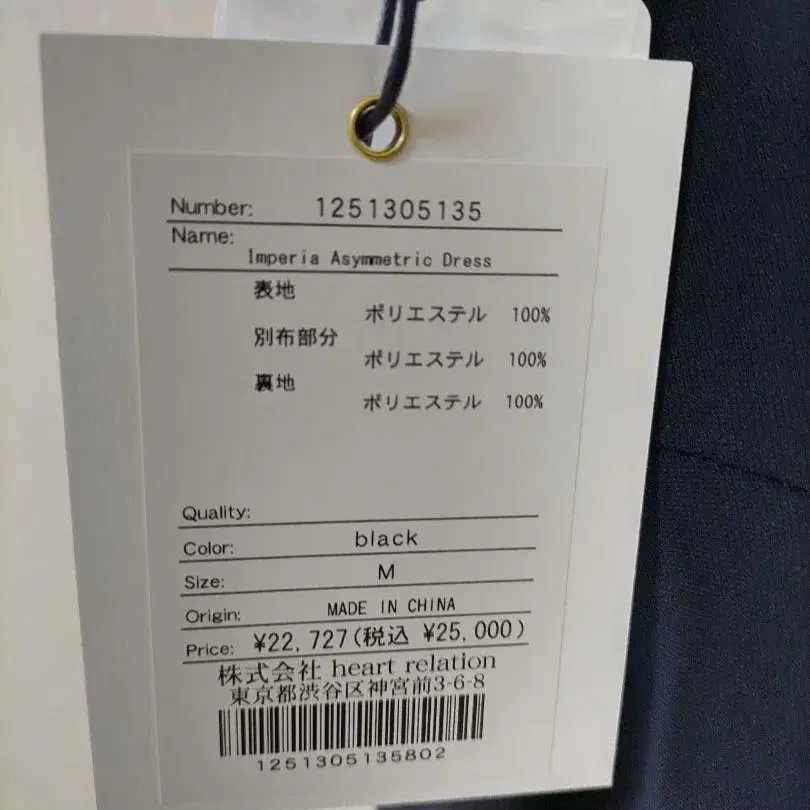 Number: 1251305135
Name:
Imperia Asymmetric Dress
表地
ポリエステル 100%
別布部分
ポリエステル 100%
裏地
ポリエステル 100%
Quality:
Color: black
Size: M
Origin: MADE IN CHINA
Price: ¥22,727(税込 ¥25,000)
株式会社 heart relation
東京都渋谷区神宮前3-6-8
1251305135802